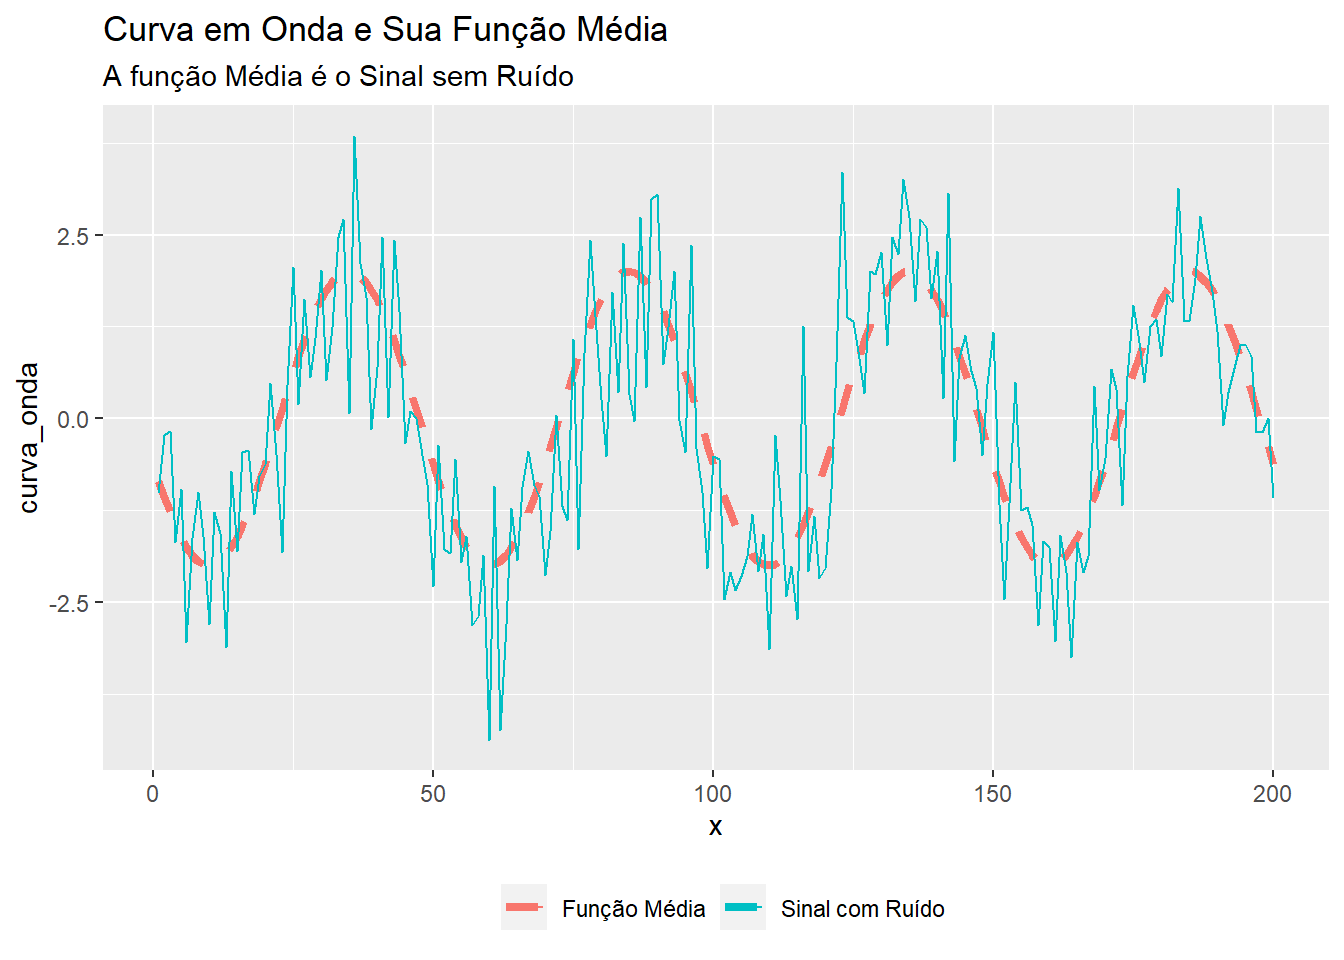 Curva em Onda e Sua Função Média
A função Média é o Sinal sem Ruído
curva_onda
2.5
0.0
-2.5
0
50
100
150
200
x
Função Média
Sinal com Ruído